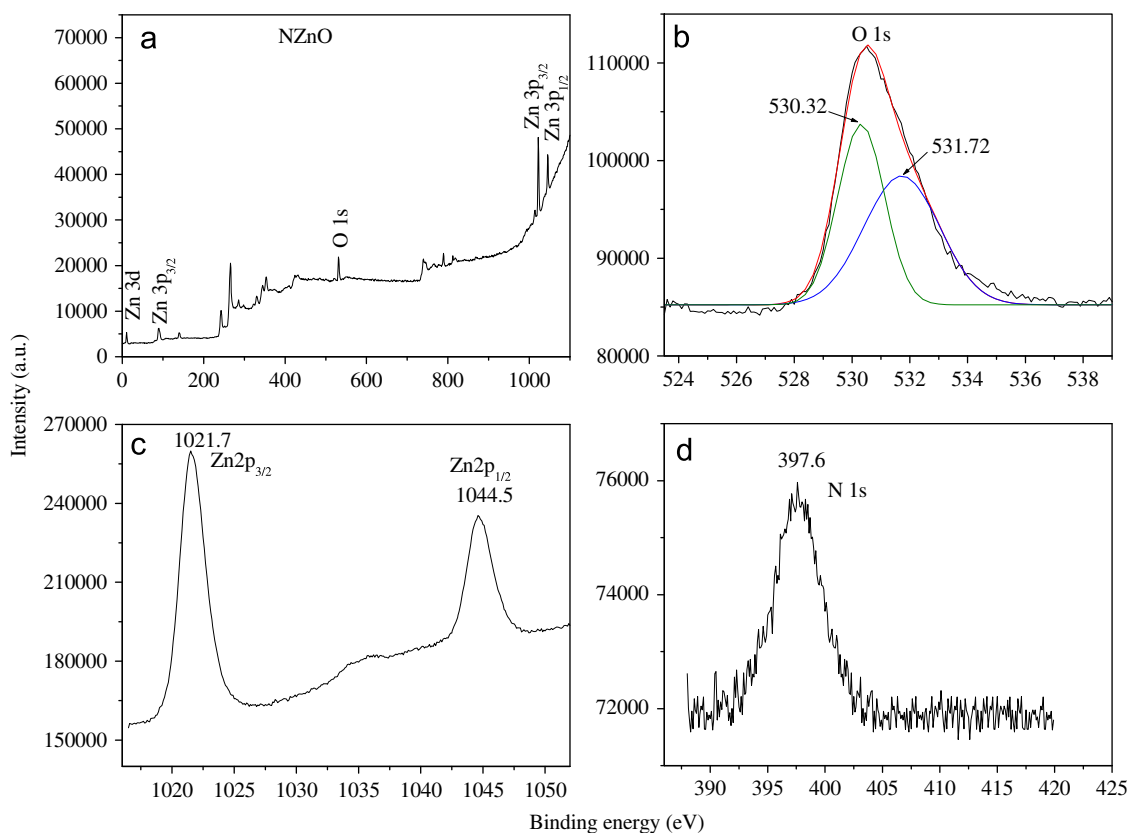 a
NZnO
Zn 3d
Zn 3p3/2
O 1s
Zn 3p3/2
Zn 3p1/2
70000
60000
50000
40000
30000
20000
10000
0
0 200 400 600 800 1000
b
O 1s
530.32
531.72
110000
100000
90000
80000
524 526 528 530 532 534 536 538
c
1021.7
Zn2p3/2
Zn2p1/2
1044.5
270000
240000
210000
180000
150000
1020 1025 1030 1035 1040 1045 1050
d
397.6
N 1s
76000
74000
72000
390 395 400 405 410 415 420 425
Intensity (a.u.)
Binding energy (eV)